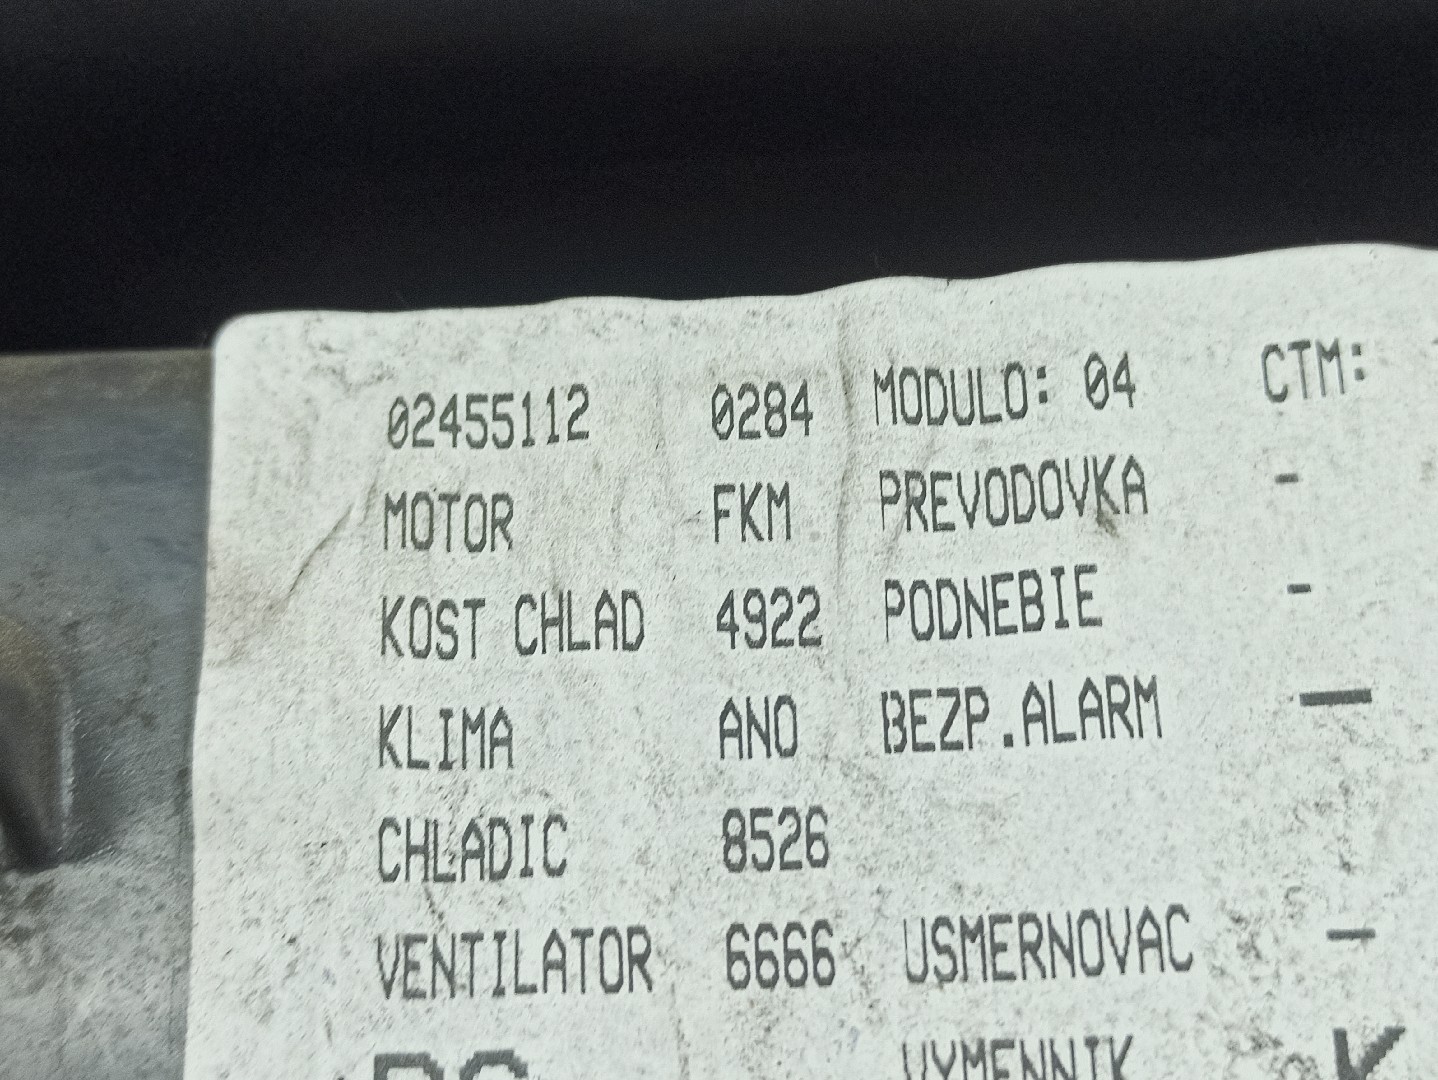 02455112 0284 MODULO: 04 CTM:
MOTOR FKM PREVODOVKA -
KOST CHLAD 4922 PODNEBIE -
KLIMA ANO BEZP.ALARM —
CHLADIC 8526
VENTILATOR 6666 USMERNOVAC -
VYMENNIK K